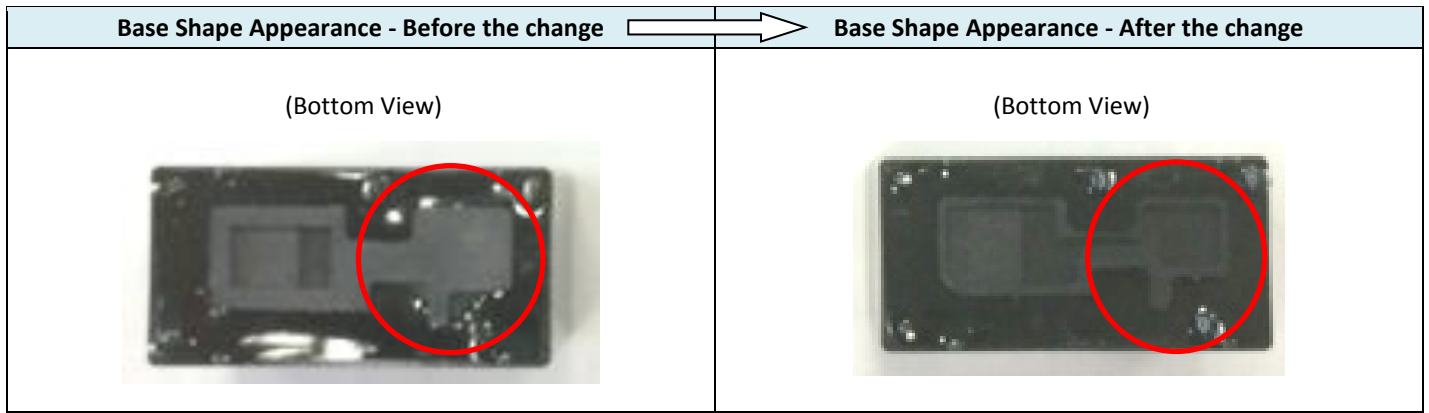 Base Shape Appearance - Before the change
Base Shape Appearance - After the change
(Bottom View)
(Bottom View)